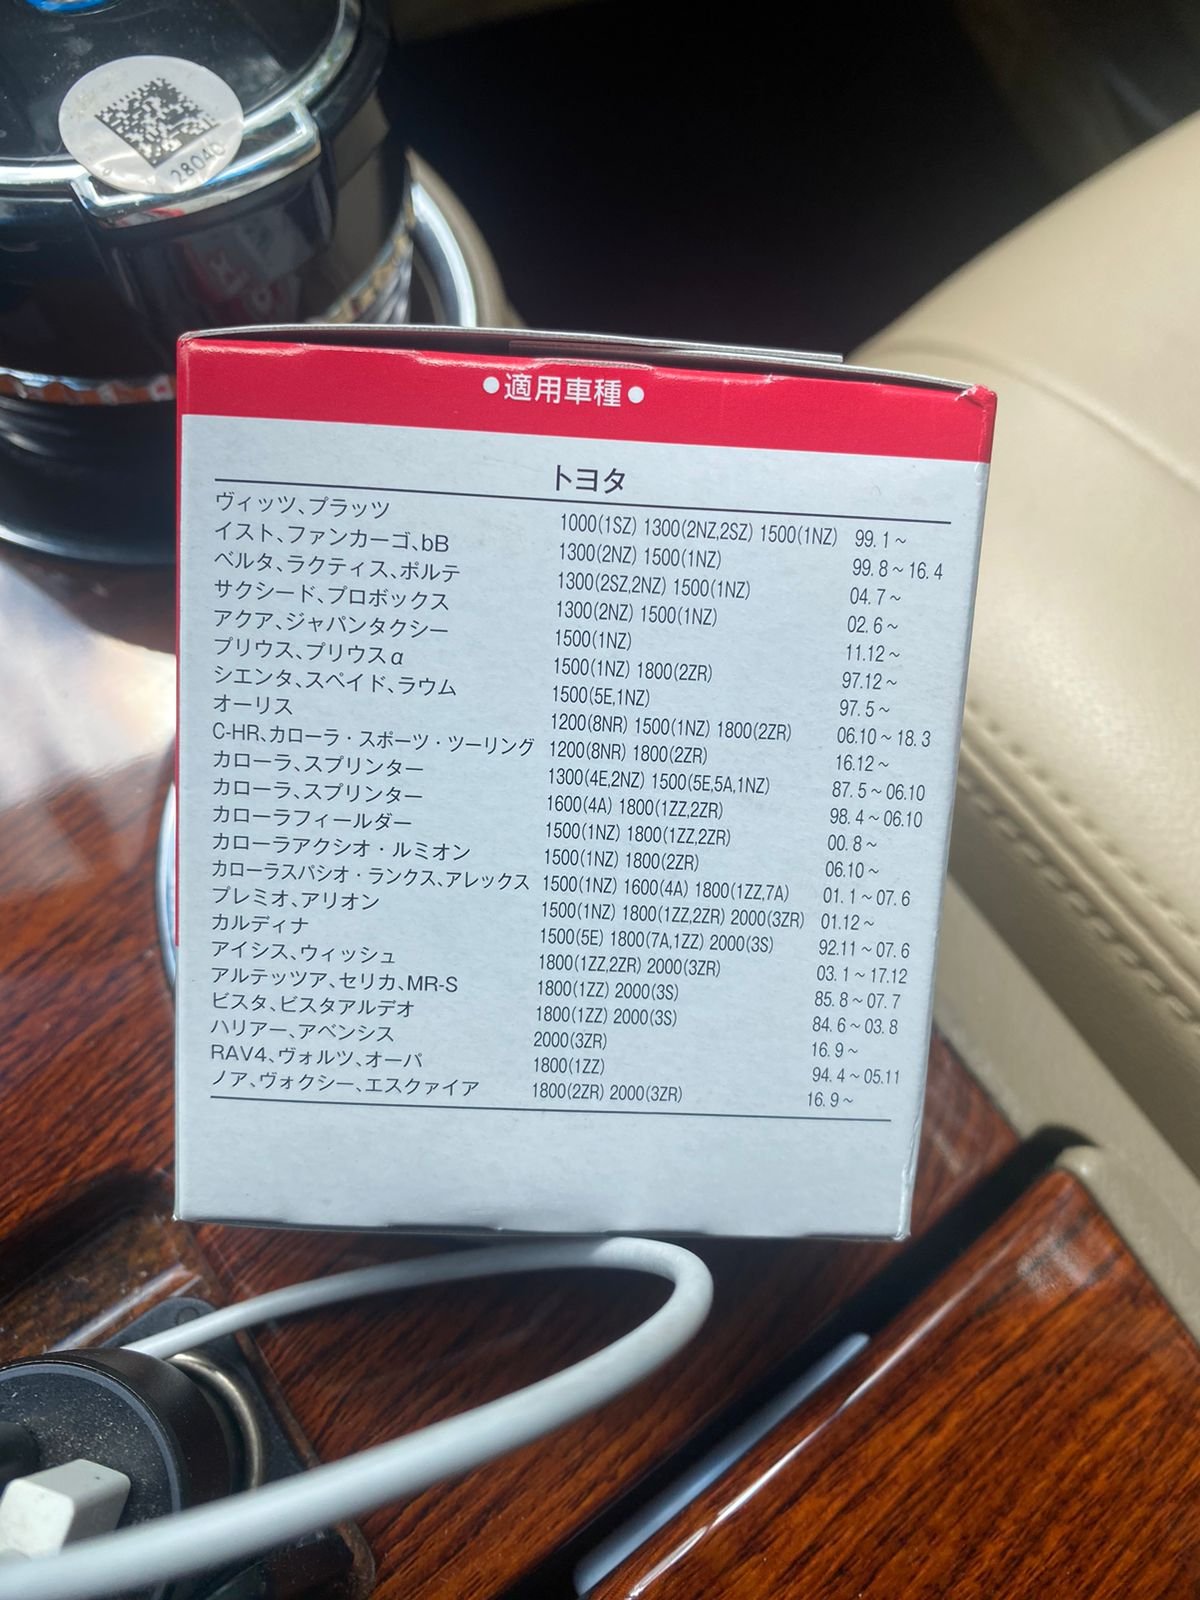 28040
●適用車種●
トヨタ
ヴィッツ、プラッツ 1000(1SZ) 1300(2NZ,2SZ) 1500(1NZ) 99. 1～
イスト、ファンカーゴ、bB 1300(2NZ) 1500(1NZ) 99. 8～16. 4
ベルタ、ラクティス、ポルテ 1300(2SZ,2NZ) 1500(1NZ) 04. 7～
サクシード、プロボックス 1300(2NZ) 1500(1NZ) 02. 6～
アクア、ジャパンタクシー 1500(1NZ) 11.12～
プリウス、プリウスα 1500(1NZ) 1800(2ZR) 97.12～
シエンタ、スペイド、ラウム 1500(5E,1NZ) 97. 5～
オーリス 1200(8NR) 1500(1NZ) 1800(2ZR) 06.10～18. 3
C-HR、カローラ・スポーツ・ツーリング 1200(8NR) 1800(2ZR) 16.12～
カローラ、スプリンター 1300(4E,2NZ) 1500(5E,5A,1NZ) 87. 5～06.10
カローラ、スプリンター 1600(4A) 1800(1ZZ,2ZR) 98. 4～06.10
カローラフィールダー 1500(1NZ) 1800(1ZZ,2ZR) 00. 8～
カローラアクシオ・ルミオン 1500(1NZ) 1800(2ZR) 06.10～
カローラスパシオ・ランクス、アレックス 1500(1NZ) 1600(4A) 1800(1ZZ,7A) 01. 1～07. 6
プレミオ、アリオン 1500(1NZ) 1800(1ZZ,2ZR) 2000(3ZR) 01.12～
カルディナ 1500(5E) 1800(7A,1ZZ) 2000(3S) 92.11～07. 6
アイシス、ウィッシュ 1800(1ZZ,2ZR) 2000(3ZR) 03. 1～17.12
アルテッツア、セリカ、MR-S 1800(1ZZ) 2000(3S) 85. 8～07. 7
ビスタ、ビスタアルデオ 1800(1ZZ) 2000(3S) 84. 6～03. 8
ハリアー、アベンシス 2000(3ZR) 16. 9～
RAV4、ヴォルツ、オーパ 1800(1ZZ) 94. 4～05.11
ノア、ヴォクシー、エスクァイア 1800(2ZR) 2000(3ZR) 16. 9～